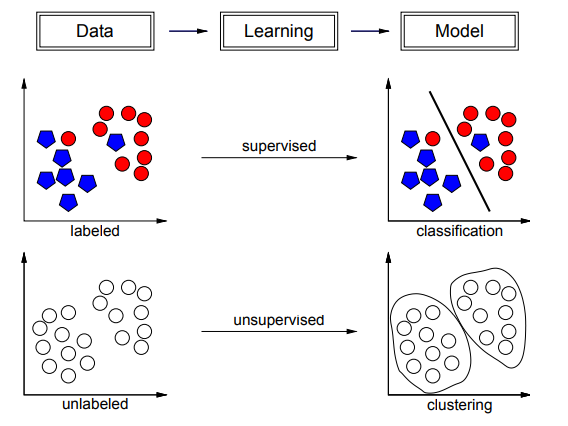 Data
Learning
Model
supervised
labeled
classification
unsupervised
unlabeled
clustering